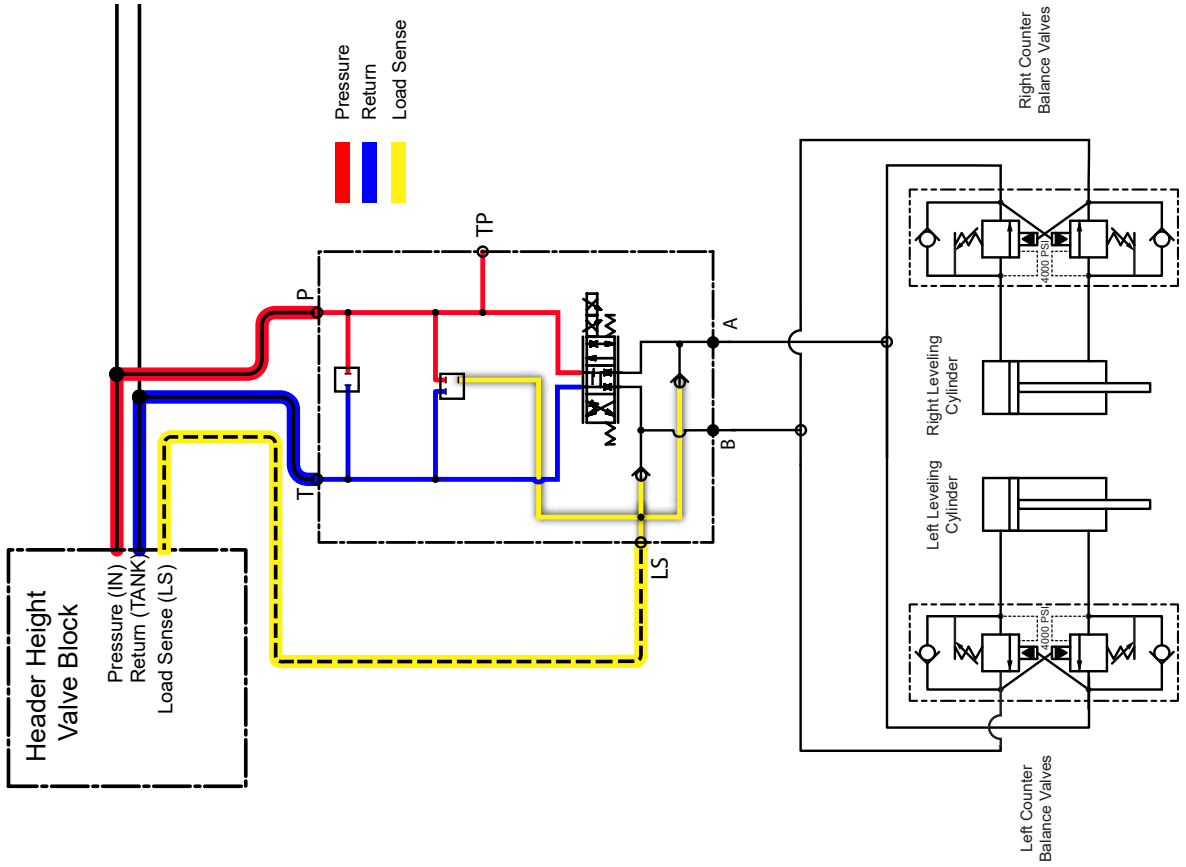 Header Height
Valve Block
Pressure (IN)
Return (TANK)
Load Sense (LS)
Pressure
Return
Load Sense
T
P
TP
LS
B
A
Left Leveling
Cylinder
Right Leveling
Cylinder
4000 PSI
4000 PSI
Left Counter
Balance Valves
Right Counter
Balance Valves